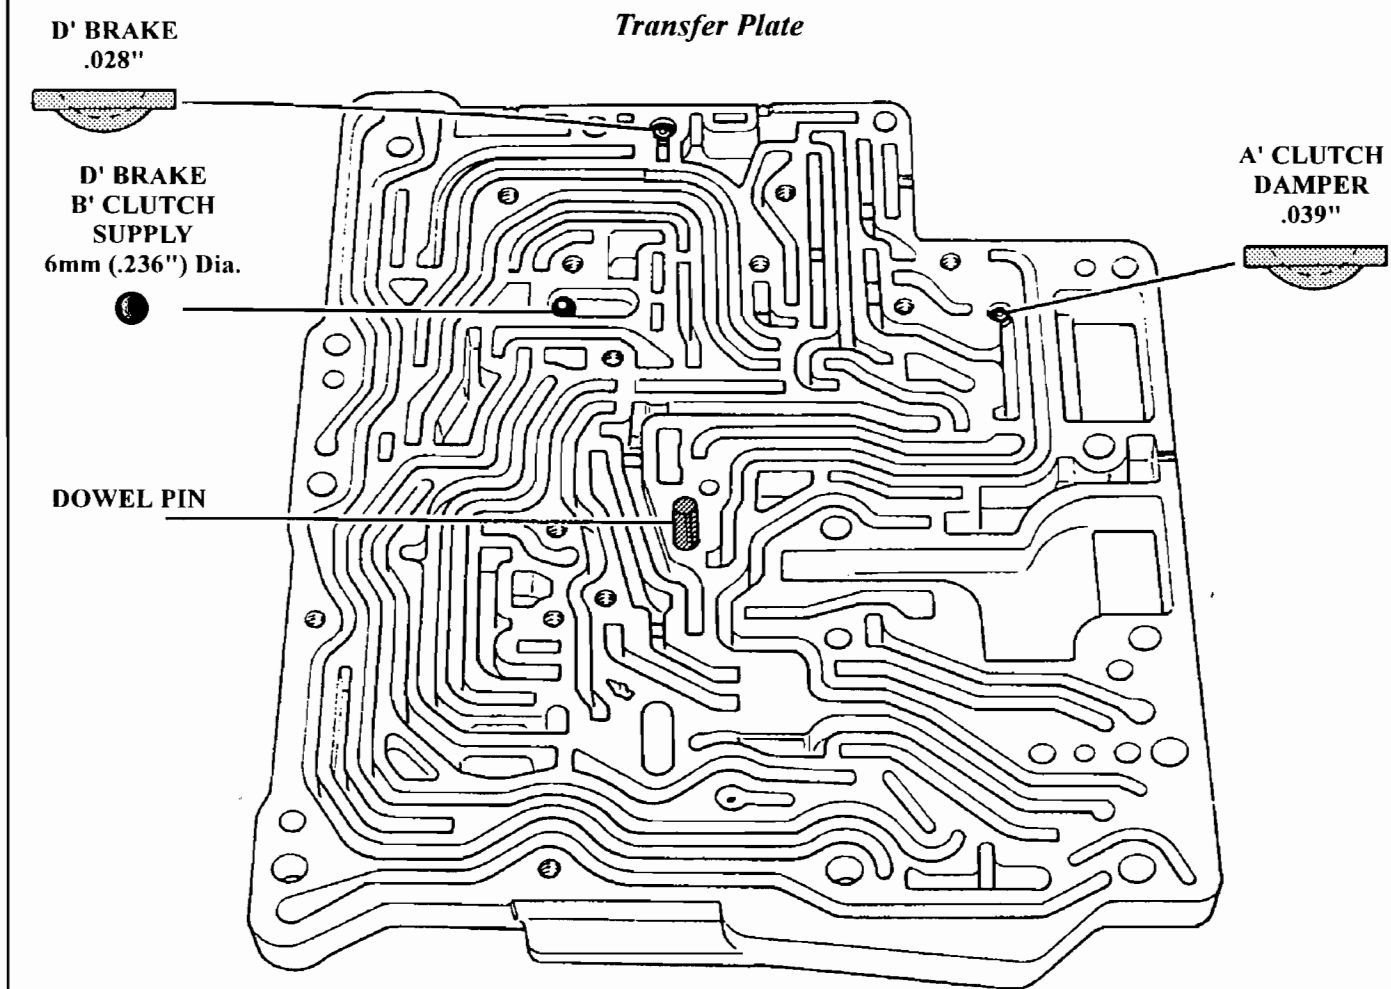 Transfer Plate
D' BRAKE
.028"
D' BRAKE
B' CLUTCH
SUPPLY
6mm (.236") Dia.
A' CLUTCH
DAMPER
.039"
DOWEL PIN